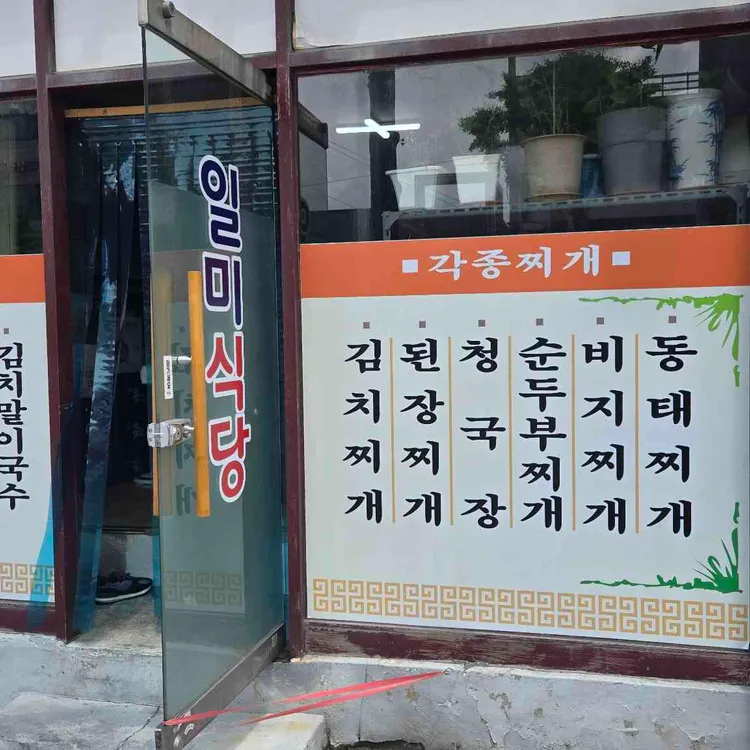 김치말이국수
일미식당
각종찌개
김치찌개
된장찌개
청국장
순두부찌개
비지찌개
동태찌개